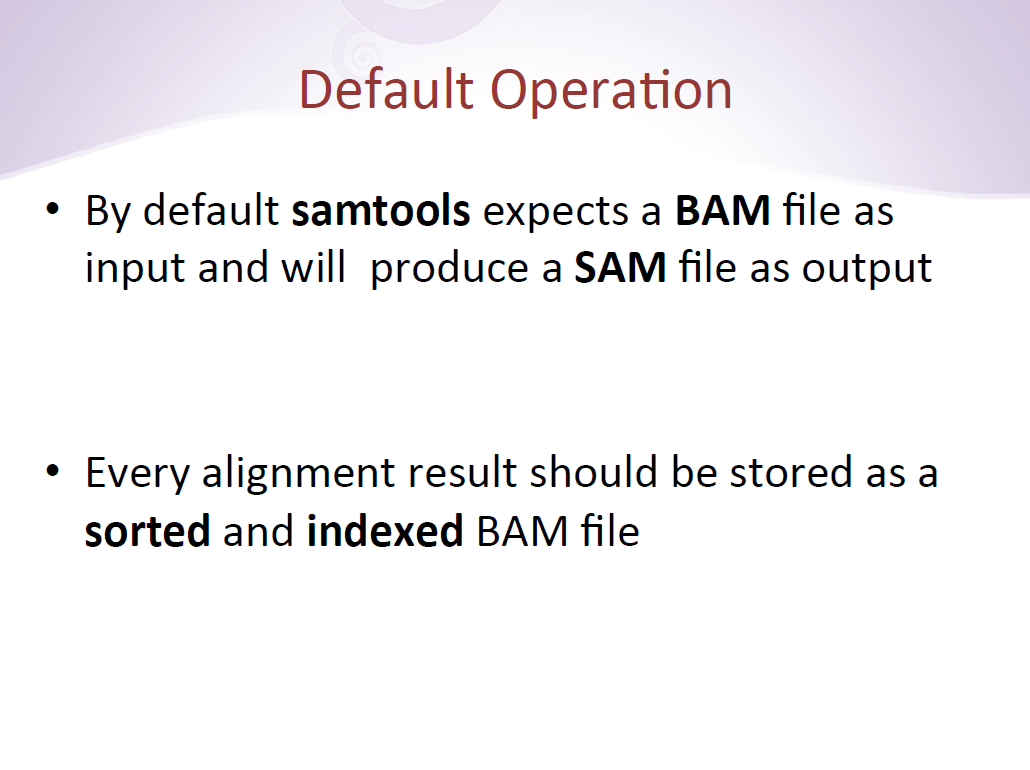 Default Operation
• By default samtools expects a BAM file as
input and will  produce a SAM file as output
• Every alignment result should be stored as a
sorted and indexed BAM file